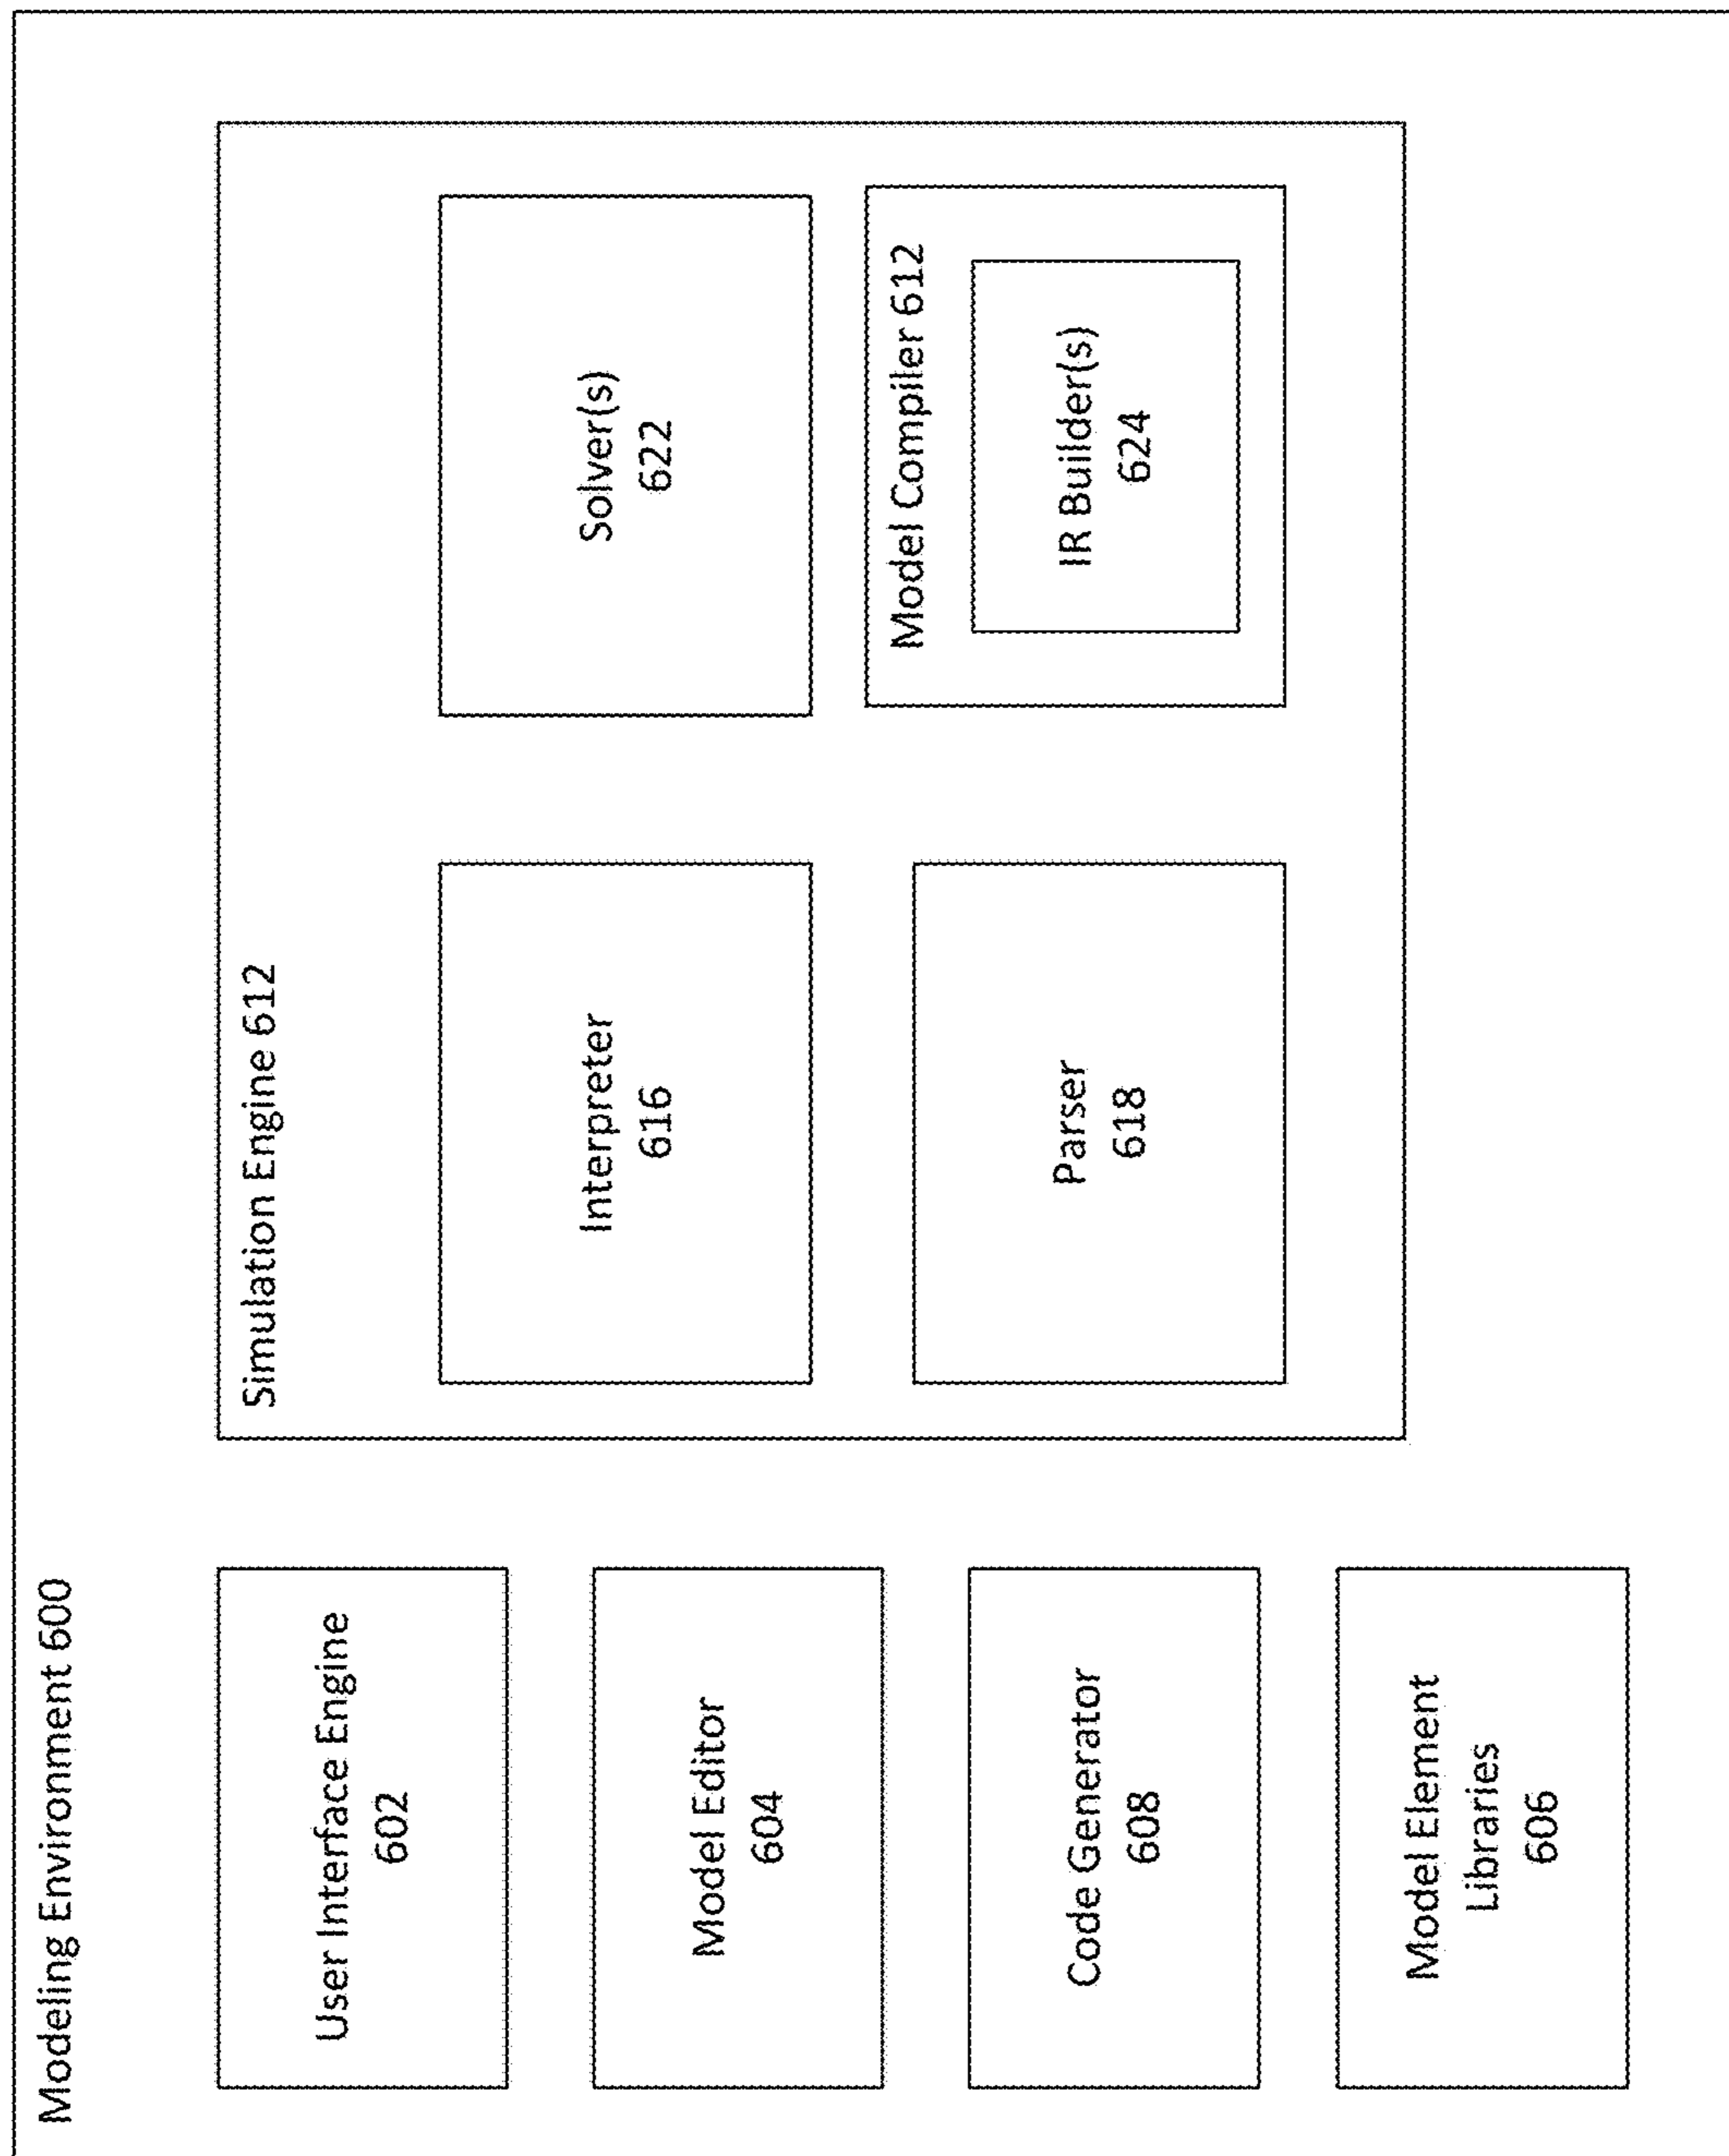 Modeling Environment 600
User Interface Engine
602
Model Editor
604
Code Generator
608
Model Element
Libraries
606
Simulation Engine 612
Interpreter
616
Parser
618
Solver(s)
622
Model Compiler 612
IR Builder(s)
624